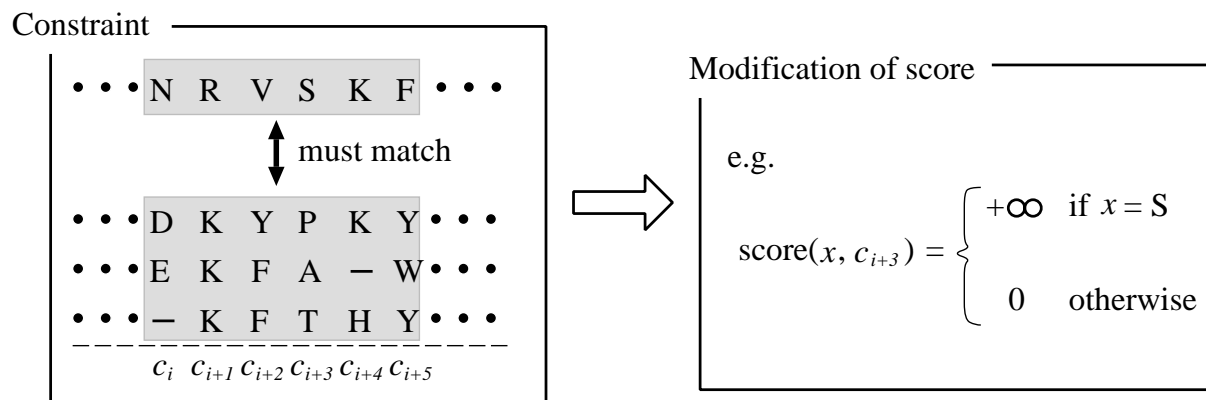 Constraint
• • • N R V S K F • • •
must match
• • • D K Y P K Y • • •
• • • E K F A – W • • •
• • • – K F T H Y • • •
c_i c_{i+1} c_{i+2} c_{i+3} c_{i+4} c_{i+5}
Modification of score
e.g.
+∞ if x = S
score(x, c_{i+3}) =
0 otherwise